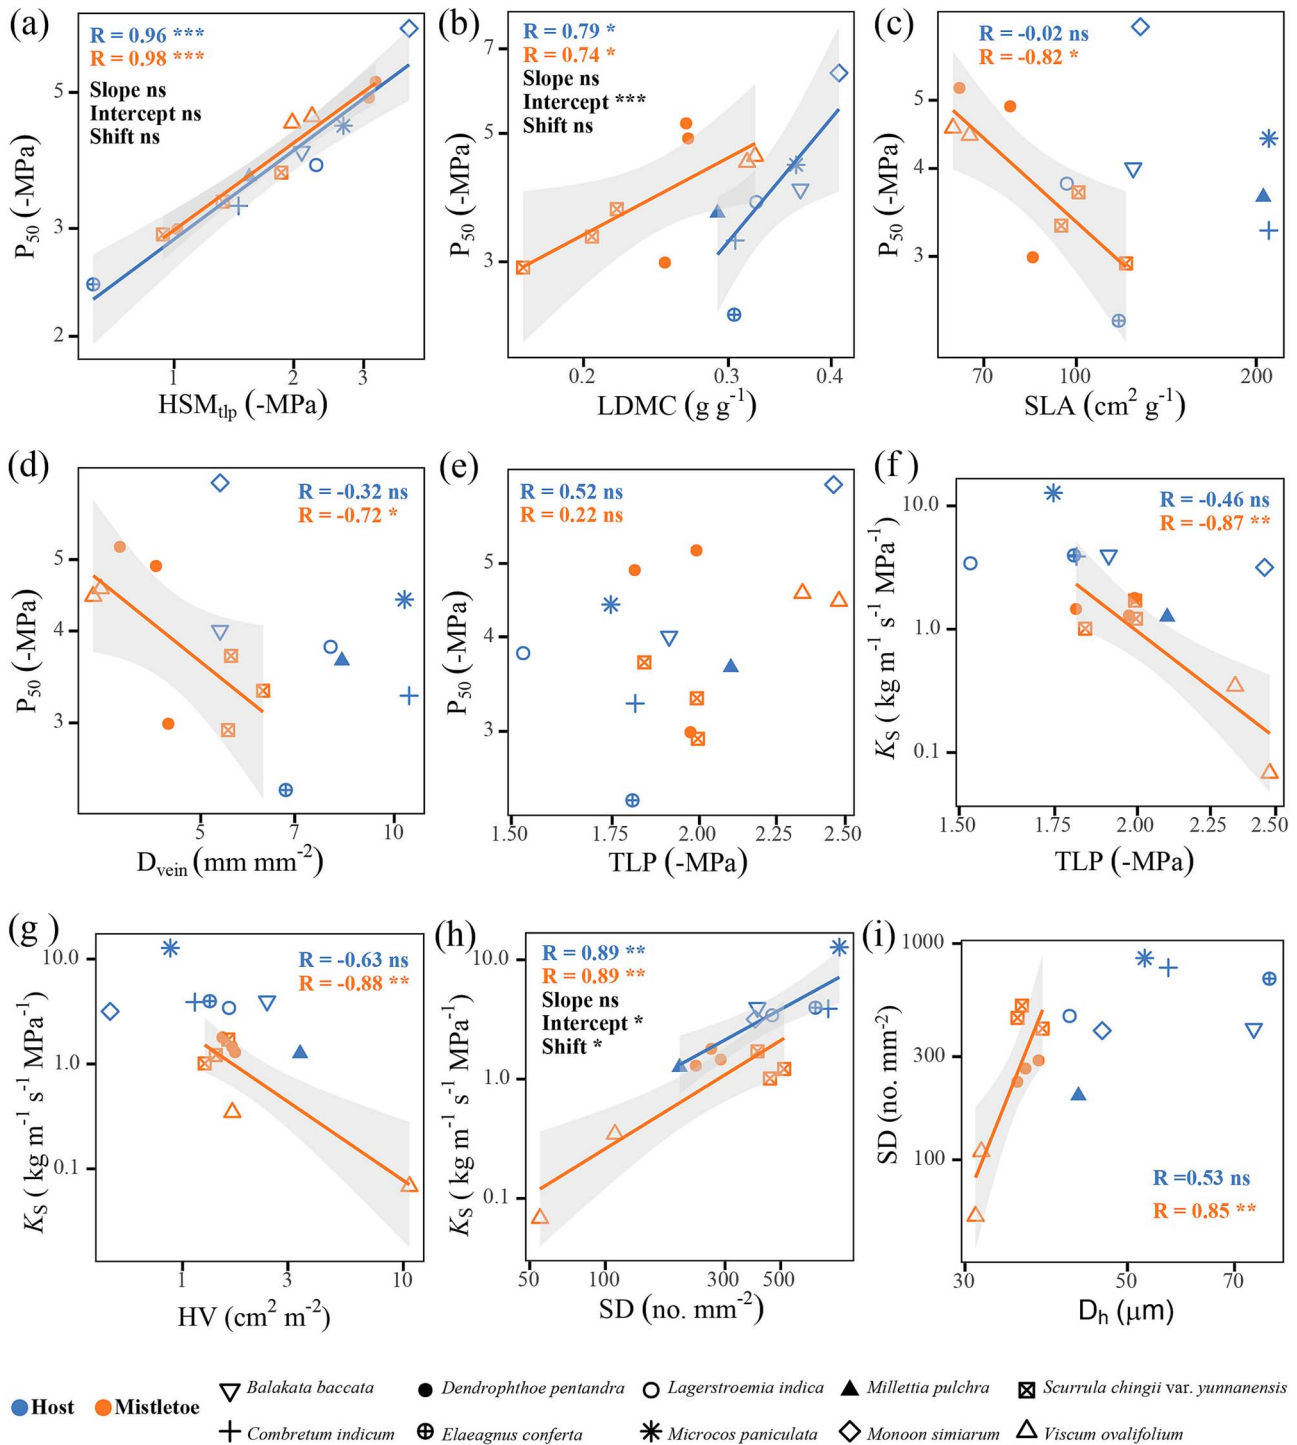 (a)
R = 0.96 ***
R = 0.98 ***
Slope ns
Intercept ns
Shift ns
5
3
2
P50 (-MPa)
1 2 3
HSMtlp (-MPa)
(b)
R = 0.79 *
R = 0.74 *
Slope ns
Intercept ***
Shift ns
7
5
3
P50 (-MPa)
0.2 0.3 0.4
LDMC (g g-1)
(c)
R = -0.02 ns
R = -0.82 *
5
4
3
P50 (-MPa)
70 100 200
SLA (cm2 g-1)
(d)
R = -0.32 ns
R = -0.72 *
5
4
3
P50 (-MPa)
5 7 10
Dvein (mm mm-2)
(e)
R = 0.52 ns
R = 0.22 ns
5
4
3
P50 (-MPa)
1.50 1.75 2.00 2.25 2.50
TLP (-MPa)
(f)
R = -0.46 ns
R = -0.87 **
10.0
1.0
0.1
KS ( kg m-1 s-1 MPa-1)
1.50 1.75 2.00 2.25 2.50
TLP (-MPa)
(g)
R = -0.63 ns
R = -0.88 **
10.0
1.0
0.1
KS ( kg m-1 s-1 MPa-1)
1 3 10
HV (cm2 m-2)
(h)
R = 0.89 **
R = 0.89 **
Slope ns
Intercept *
Shift *
10.0
1.0
0.1
KS ( kg m-1 s-1 MPa-1)
50 100 300 500
SD (no. mm-2)
(i)
1000
300
100
SD (no. mm-2)
R =0.53 ns
R = 0.85 **
30 50 70
Dh (μm)
Host Mistletoe
Balakata baccata Dendrophthoe pentandra Lagerstroemia indica Millettia pulchra Scurrula chingii var. yunnanensis
Combretum indicum Elaeagnus conferta Microcos paniculata Monoon simiarum Viscum ovalifolium